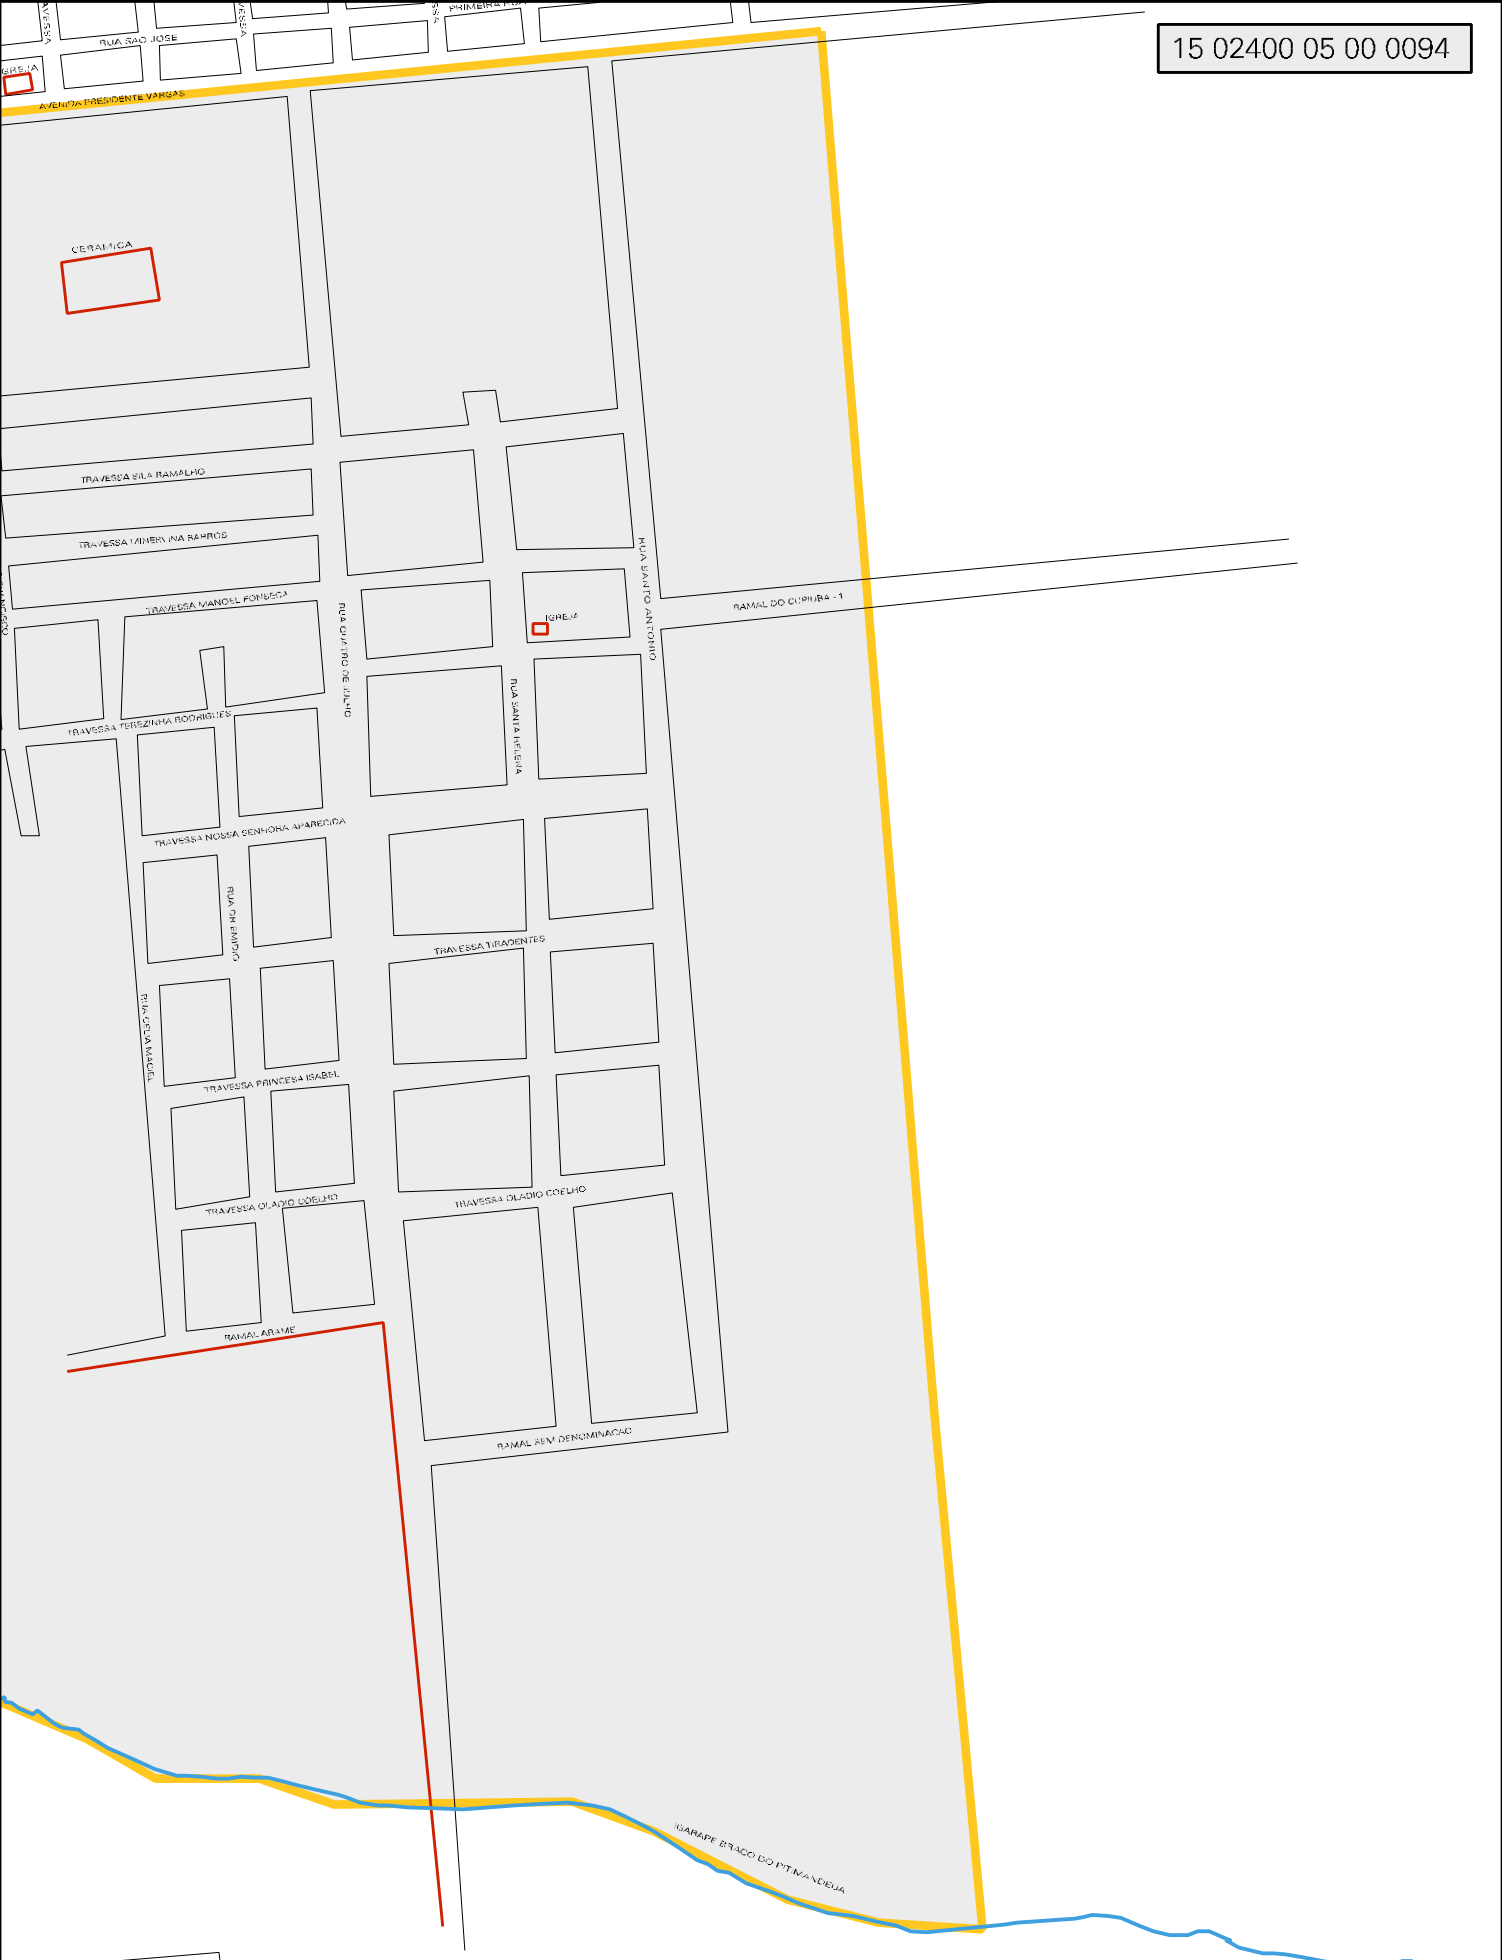 PRIMEIRA RUA
RUA SAO JOSE
15 02400 05 00 0094
IGREJA
AVENIDA PRESIDENTE VARGAS
CERAMICA
TRAVESSA SILA RAMALHO
TRAVESSA MINERVINA BARROS
TRAVESSA MANOEL FONSECA
RUA SANTO ANTONIO
RAMAL DO CUPIUBA - 1
IGREJA
RUA QUATRO DE JULHO
RUA SANTA HELENA
TRAVESSA TEREZINHA RODRIGUES
TRAVESSA NOSSA SENHORA APARECIDA
RUA DR EMIDIO
TRAVESSA TIRADENTES
RUA CELIA MACIEL
TRAVESSA PRINCESA ISABEL
TRAVESSA OLADIO COELHO
TRAVESSA OLADIO COELHO
RAMAL ARAME
RAMAL SEM DENOMINACAO
IGARAPE BRACO DO PITIMANDEUA